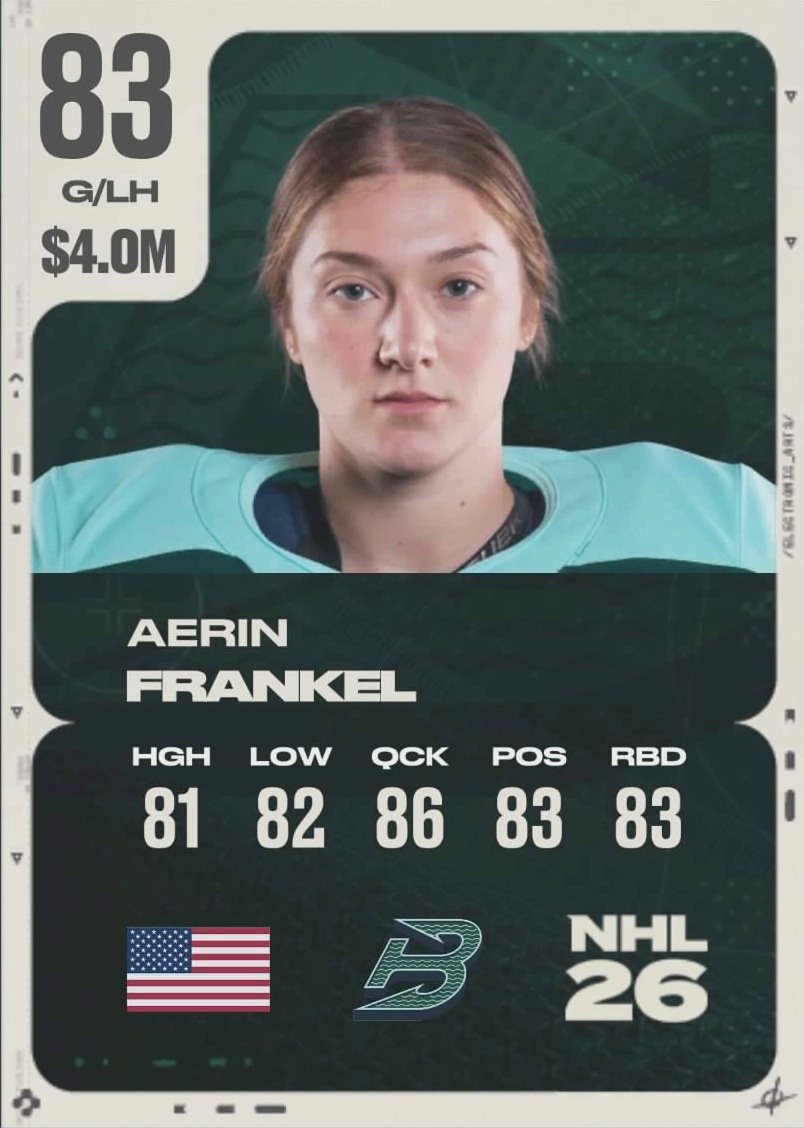 83
G/LH
$4.0M
AERIN
FRANKEL
HGH LOW QCK POS RBD
81 82 86 83 83
B
NHL
26